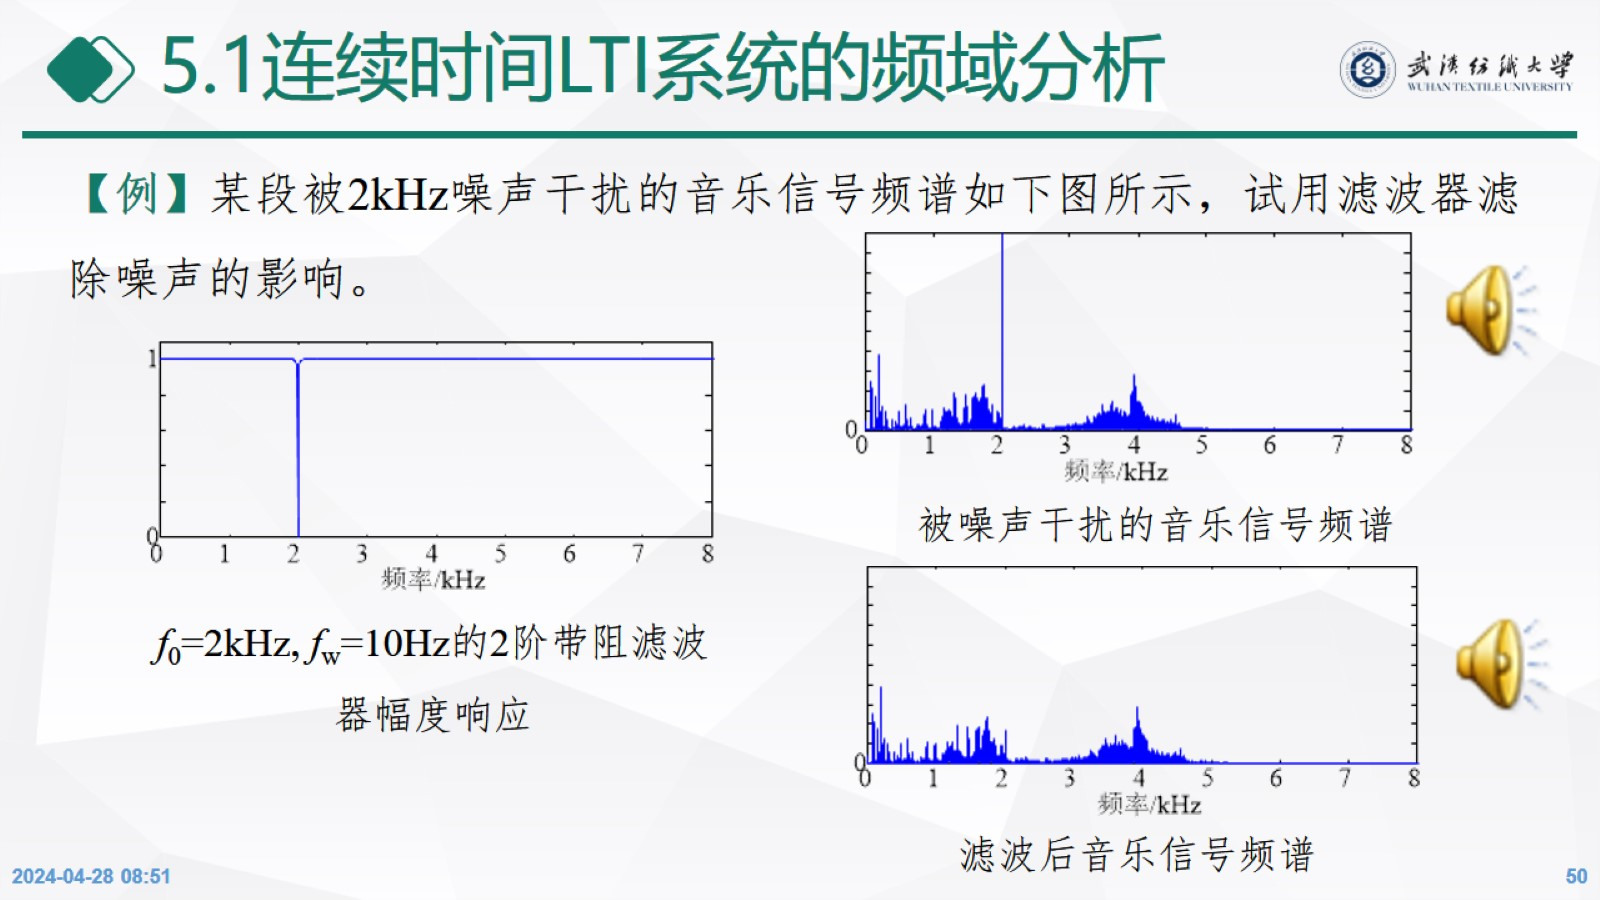 5.1连续时间LTI系统的频域分析
武汉纺织大学
WUHAN TEXTILE UNIVERSITY
【例】某段被2kHz噪声干扰的音乐信号频谱如下图所示，试用滤波器滤
除噪声的影响。
1
0
0 1 2 3 4 5 6 7 8
频率/kHz
f0=2kHz, fw=10Hz的2阶带阻滤波
器幅度响应
0
0 1 2 3 4 5 6 7 8
频率/kHz
被噪声干扰的音乐信号频谱
0
0 1 2 3 4 5 6 7 8
频率/kHz
滤波后音乐信号频谱
2024-04-28 08:51
50